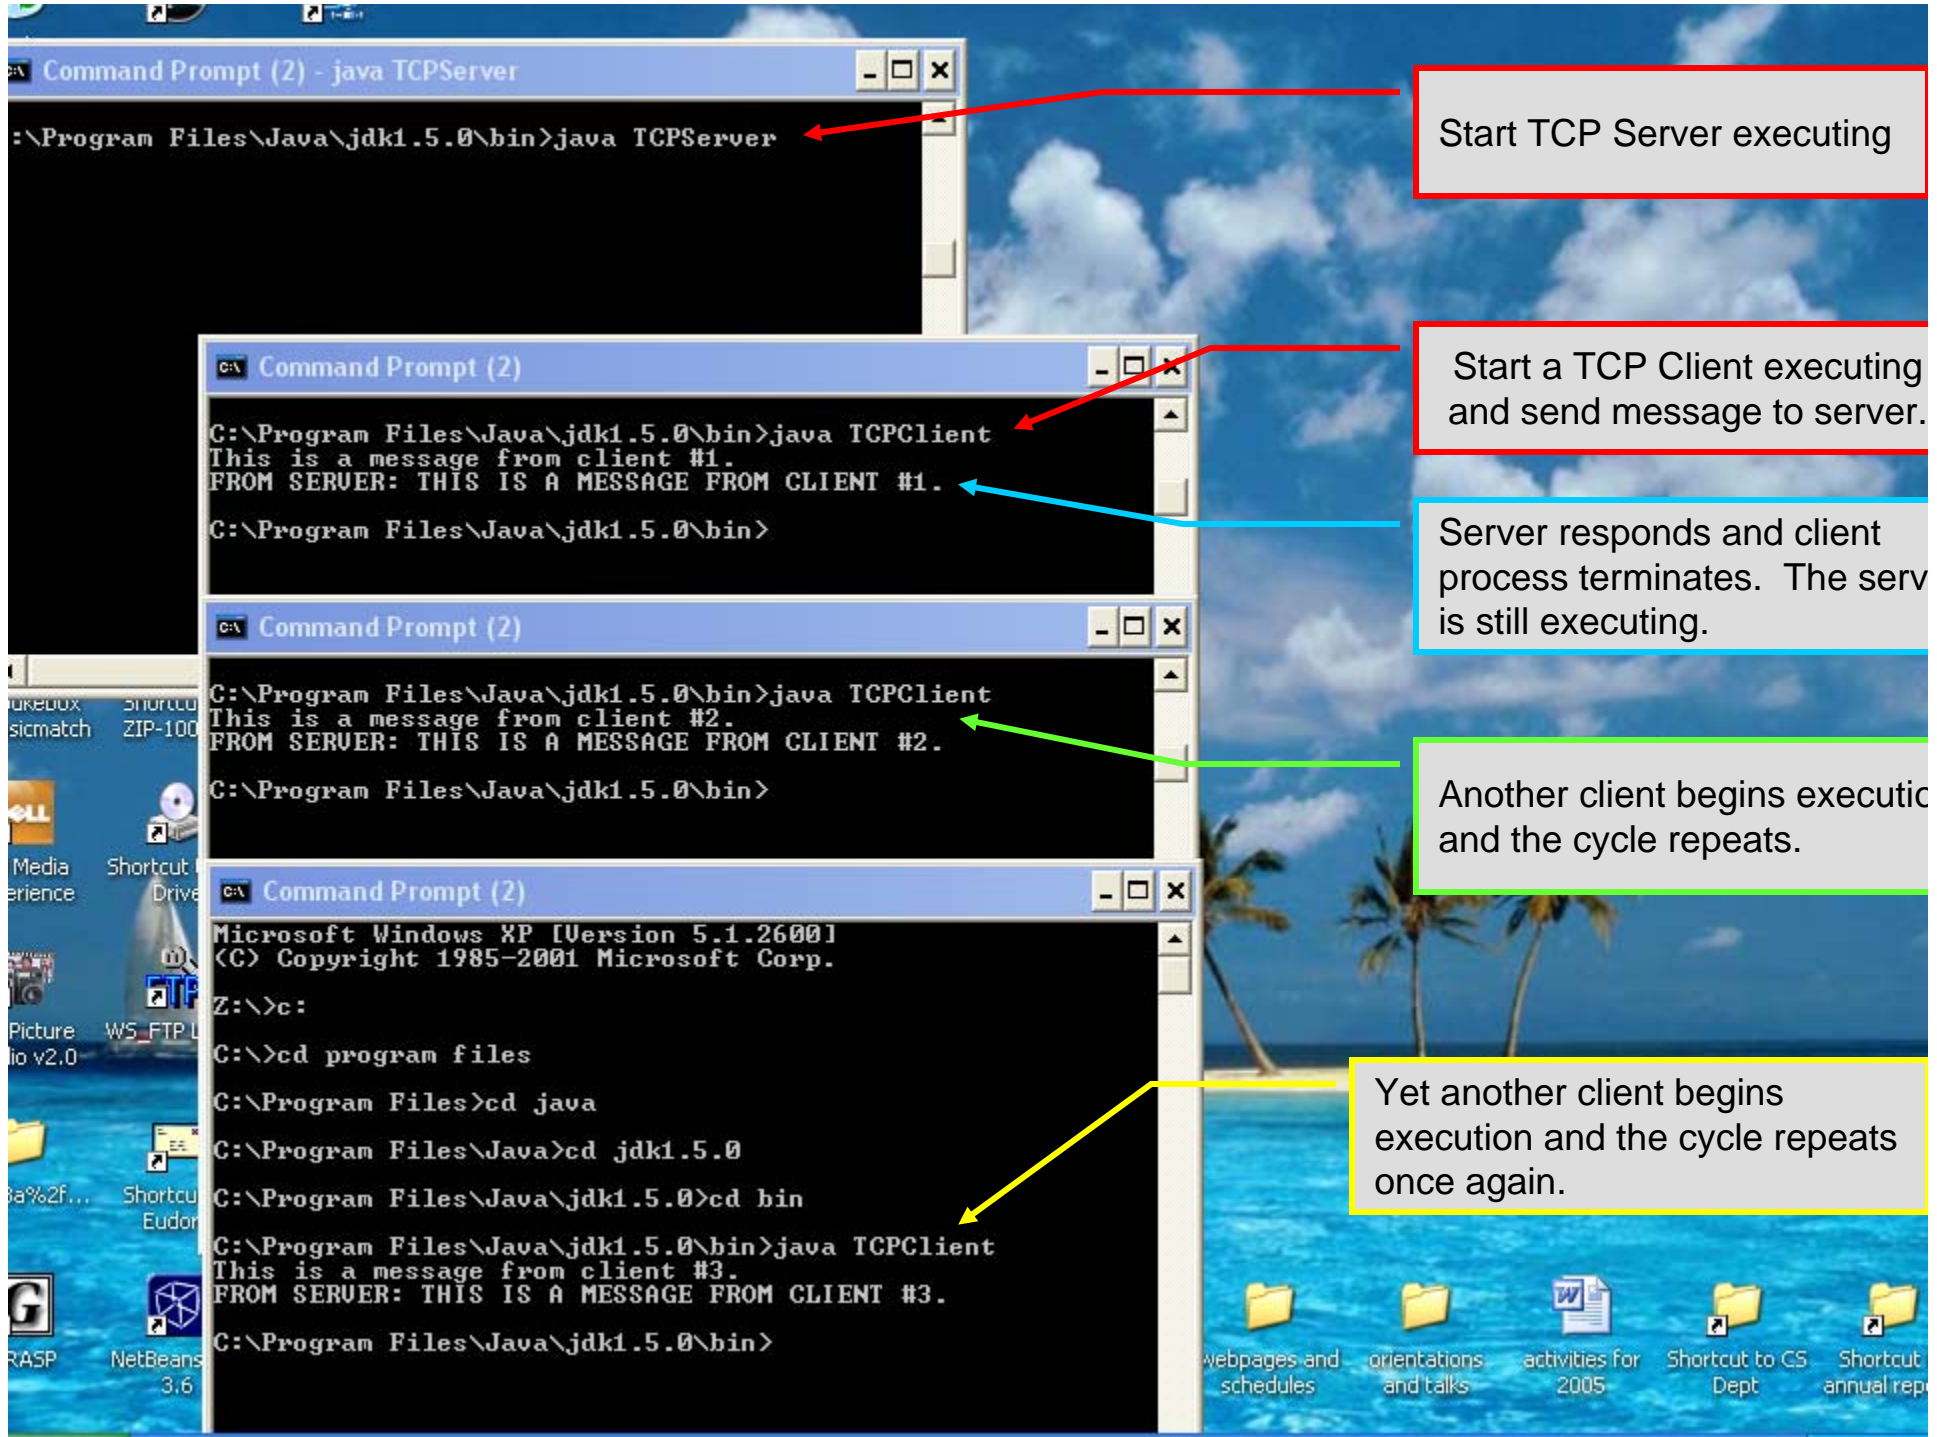 Command Prompt (2) - java TCPServer
:\Program Files\Java\jdk1.5.0\bin>java TCPServer
Start TCP Server executing
Command Prompt (2)
C:\Program Files\Java\jdk1.5.0\bin>java TCPClient
This is a message from client #1.
FROM SERVER: THIS IS A MESSAGE FROM CLIENT #1.
C:\Program Files\Java\jdk1.5.0\bin>
Start a TCP Client executing
and send message to server.
Server responds and client
process terminates. The serv
is still executing.
Command Prompt (2)
C:\Program Files\Java\jdk1.5.0\bin>java TCPClient
This is a message from client #2.
FROM SERVER: THIS IS A MESSAGE FROM CLIENT #2.
C:\Program Files\Java\jdk1.5.0\bin>
Another client begins executio
and the cycle repeats.
Command Prompt (2)
Microsoft Windows XP [Version 5.1.2600]
(C) Copyright 1985-2001 Microsoft Corp.
Z:\>c:
C:\>cd program files
C:\Program Files>cd java
C:\Program Files\Java>cd jdk1.5.0
C:\Program Files\Java\jdk1.5.0>cd bin
C:\Program Files\Java\jdk1.5.0\bin>java TCPClient
This is a message from client #3.
FROM SERVER: THIS IS A MESSAGE FROM CLIENT #3.
C:\Program Files\Java\jdk1.5.0\bin>
Yet another client begins
execution and the cycle repeats
once again.
sicmatch
ZIP-100
Media
erience
Shortcut
Drive
Picture
io v2.0
WS_FTP L
FTP
3a%2f...
Shortcu
Eudor
G
RASP
NetBeans
3.6
webpages and
schedules
orientations
and talks
activities for
2005
Shortcut to CS
Dept
Shortcut
annual rep